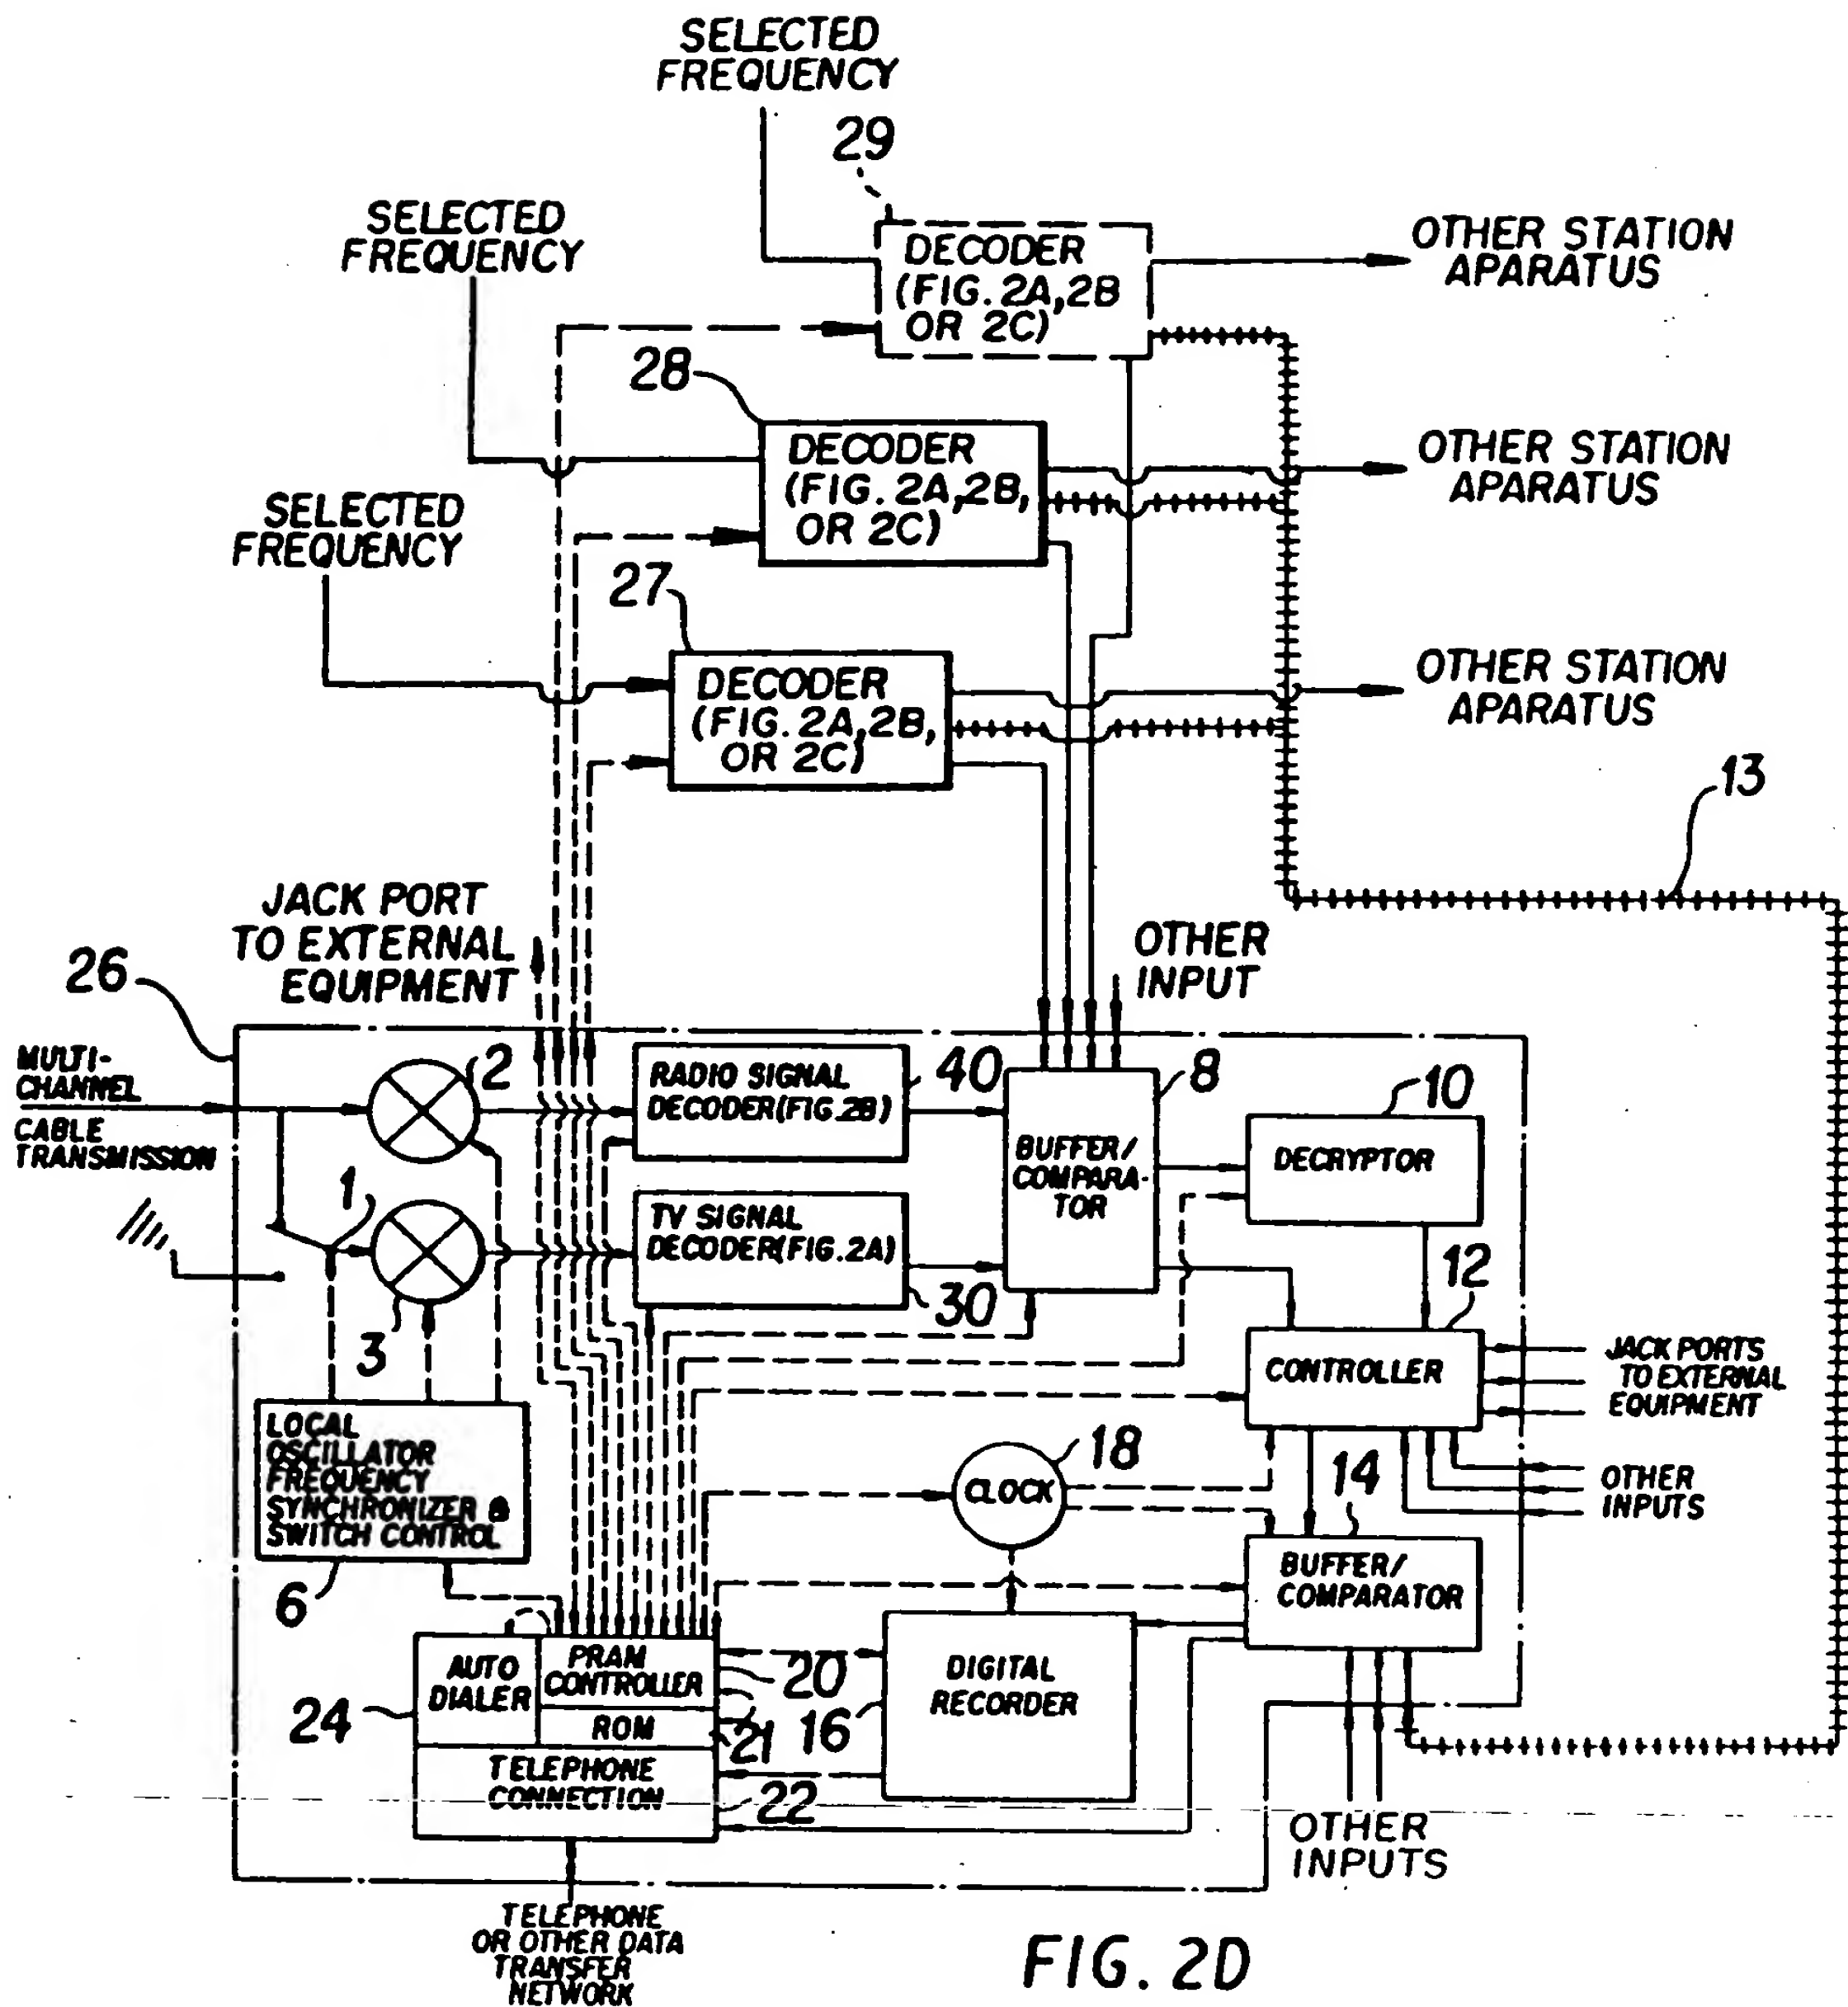 SELECTED
FREQUENCY
29
SELECTED
FREQUENCY
DECODER
(FIG. 2A,2B
OR 2C)
OTHER STATION
APARATUS
28
DECODER
(FIG. 2A,2B,
OR 2C)
OTHER STATION
APARATUS
SELECTED
FREQUENCY
27
DECODER
(FIG. 2A,2B,
OR 2C)
OTHER STATION
APARATUS
13
JACK PORT
TO EXTERNAL
EQUIPMENT
OTHER
INPUT
26
MULTI-
CHANNEL
CABLE
TRANSMISSION
2
RADIO SIGNAL
DECODER(FIG.2B)
40
8
BUFFER/
COMPARA-
TOR
10
DECRYPTOR
1
3
TV SIGNAL
DECODER(FIG.2A)
30
12
CONTROLLER
JACK PORTS
TO EXTERNAL
EQUIPMENT
LOCAL
OSCILLATOR
FREQUENCY
SYNCHRONIZER &
SWITCH CONTROL
6
18
CLOCK
14
OTHER
INPUTS
BUFFER/
COMPARATOR
AUTO
DIALER
24
PRAM
CONTROLLER
20
ROM
21
16
DIGITAL
RECORDER
TELEPHONE
CONNECTION
22
OTHER
INPUTS
TELEPHONE
OR OTHER DATA
TRANSFER
NETWORK
FIG. 2D